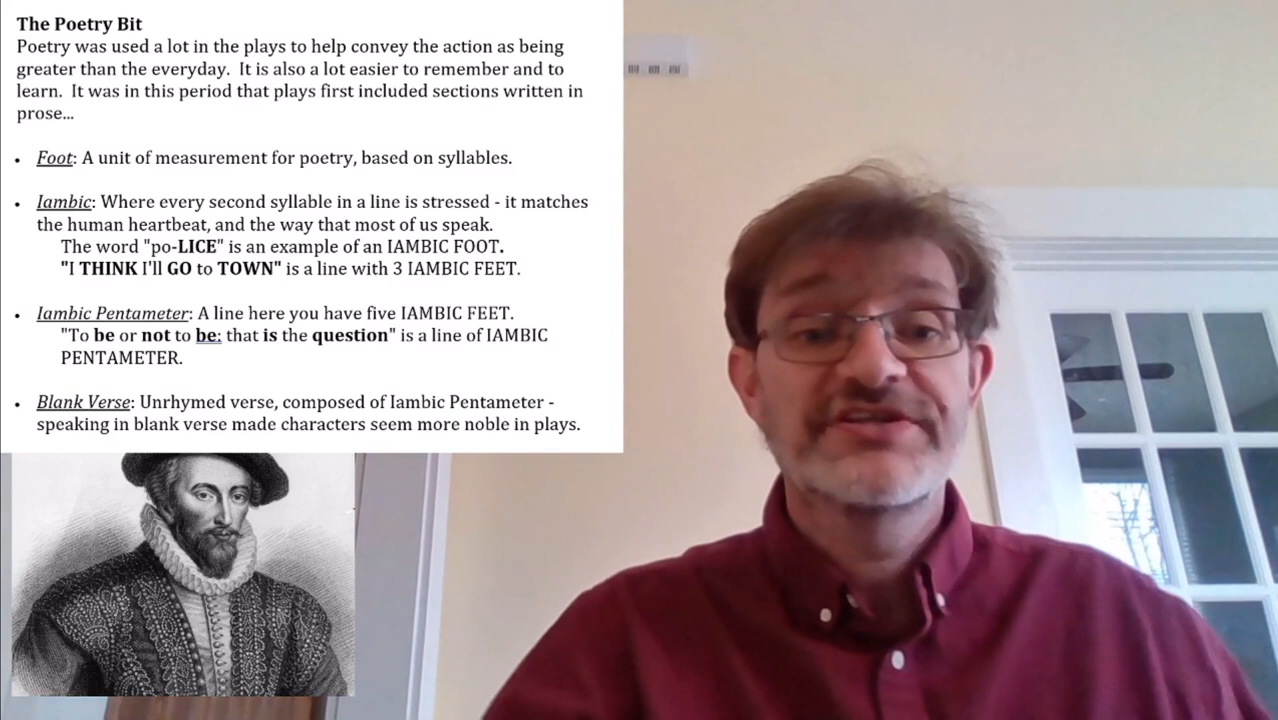 The Poetry Bit
Poetry was used a lot in the plays to help convey the action as being
greater than the everyday.  It is also a lot easier to remember and to
learn.  It was in this period that plays first included sections written in
prose...
• Foot: A unit of measurement for poetry, based on syllables.
• Iambic: Where every second syllable in a line is stressed - it matches
the human heartbeat, and the way that most of us speak.
The word "po-LICE" is an example of an IAMBIC FOOT.
"I THINK I'll GO to TOWN" is a line with 3 IAMBIC FEET.
• Iambic Pentameter: A line here you have five IAMBIC FEET.
"To be or not to be: that is the question" is a line of IAMBIC
PENTAMETER.
• Blank Verse: Unrhymed verse, composed of Iambic Pentameter -
speaking in blank verse made characters seem more noble in plays.